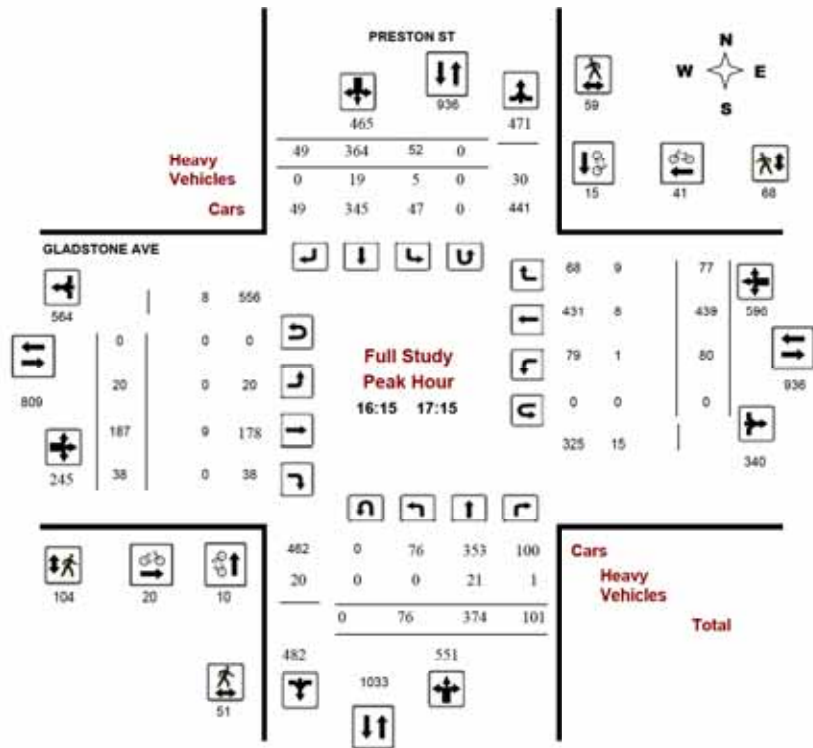 PRESTON ST
N
W E
S
936
59
465 471
49 364 52 0
Heavy
Vehicles
0 19 5 0 30
15 41 68
Cars 49 345 47 0 441
GLADSTONE AVE
564
8 556
68 9 77
596
0 0 0
431 8 439
809
20 0 20
Full Study
Peak Hour
16:15 17:15
79 1 80
936
187 9 178
0 0 0
245
38 0 38
325 15
340
462 0 76 353 100 Cars
20 0 0 21 1 Heavy
Vehicles
104 20 10
0 76 374 101 Total
482 551
1033
51